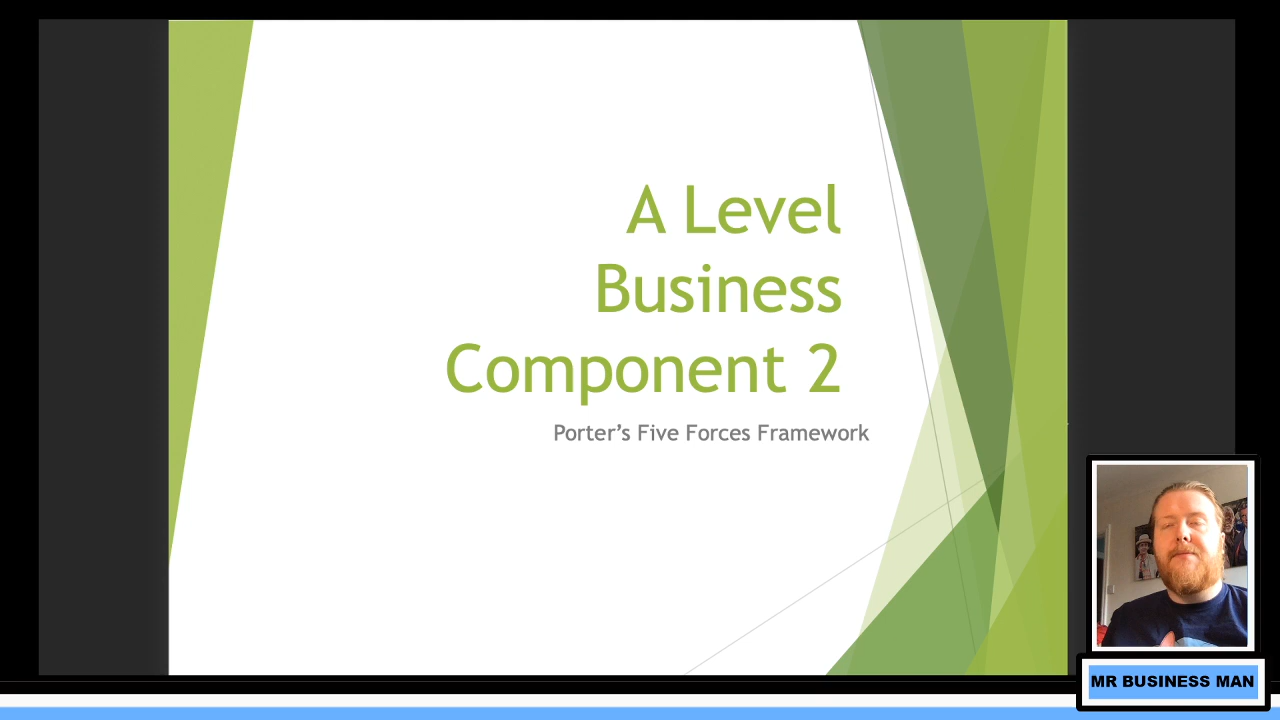 A Level
Business
Component 2
Porter’s Five Forces Framework
MR BUSINESS MAN